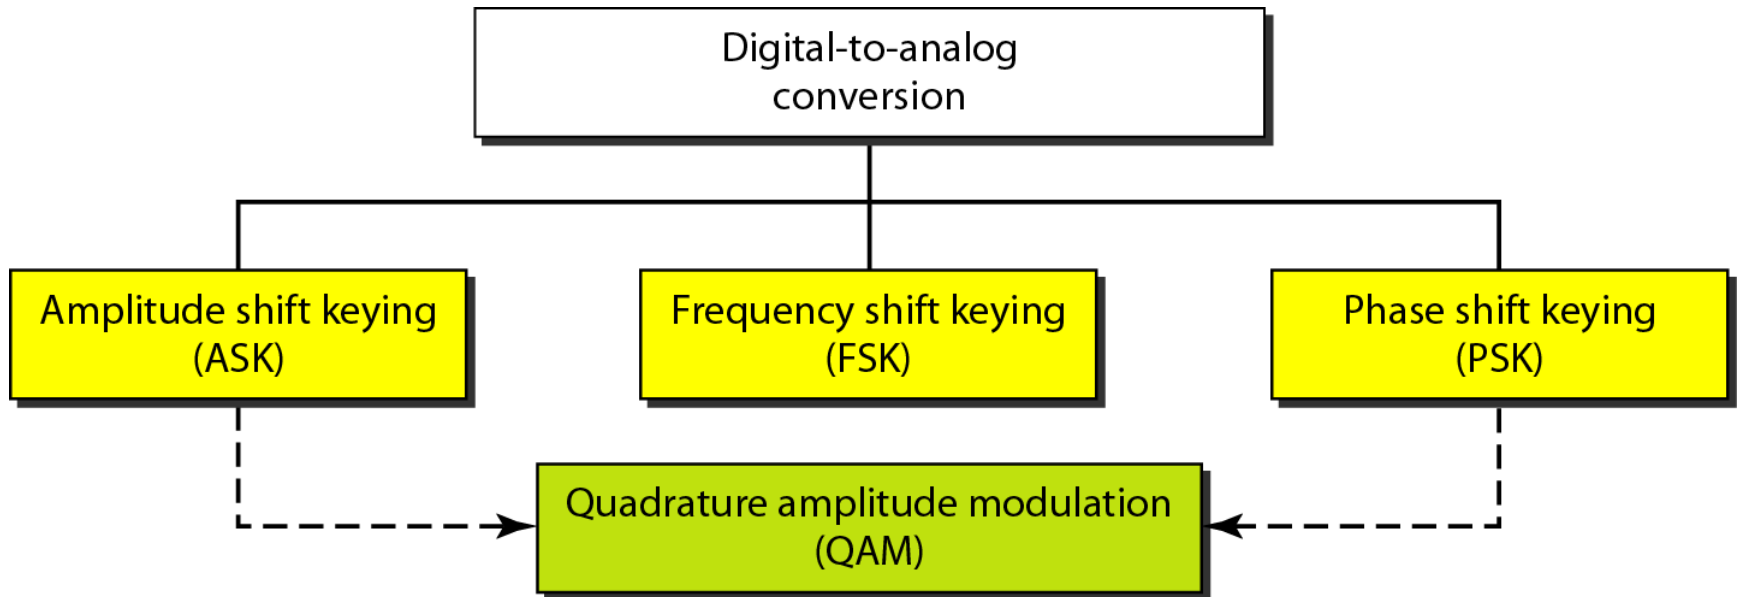 Digital-to-analog
conversion
Amplitude shift keying
(ASK)
Frequency shift keying
(FSK)
Phase shift keying
(PSK)
Quadrature amplitude modulation
(QAM)